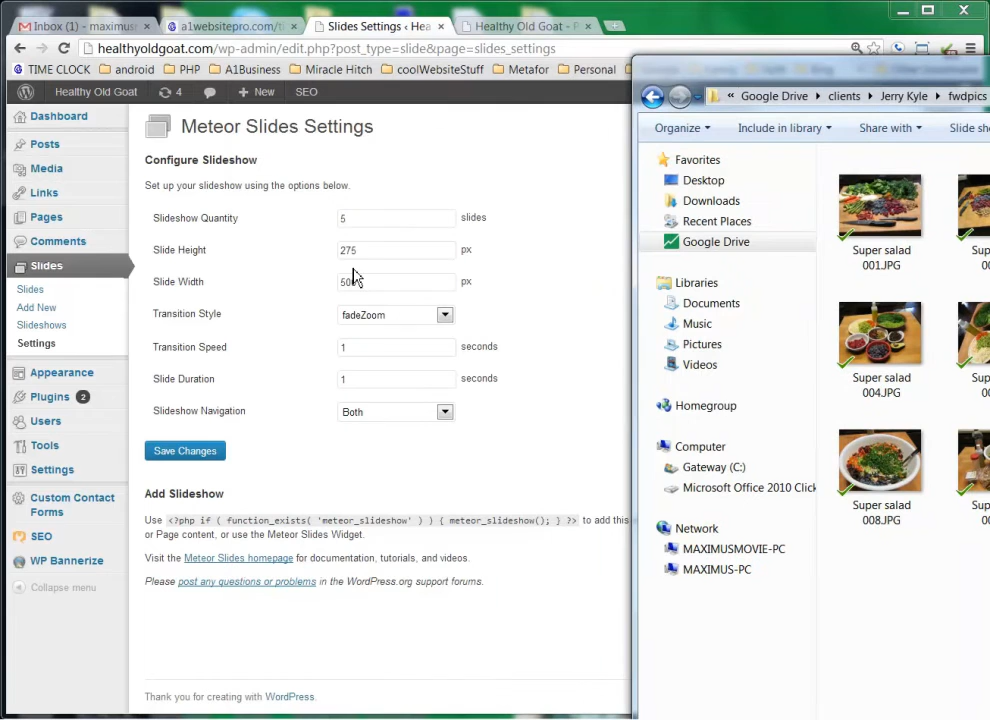 Inbox (1) - maximus
a1websitepro.com/t
Slides Settings ‹ Hea
Healthy Old Goat - P
healthyoldgoat.com/wp-admin/edit.php?post_type=slide&page=slides_settings
TIME CLOCK
android
PHP
A1Business
Miracle Hitch
coolWebsiteStuff
Metafor
Personal
Healthy Old Goat
4
New
SEO
Dashboard
Posts
Media
Links
Pages
Comments
Slides
Slides
Add New
Slideshows
Settings
Appearance
Plugins 2
Users
Tools
Settings
Custom Contact
Forms
SEO
WP Bannerize
Collapse menu
Meteor Slides Settings
Configure Slideshow
Set up your slideshow using the options below.
Slideshow Quantity 5 slides
Slide Height 275 px
Slide Width px
Transition Style fadeZoom
Transition Speed 1 seconds
Slide Duration 1 seconds
Slideshow Navigation Both
Save Changes
Add Slideshow
Use <?php if ( function_exists( 'meteor_slideshow' ) ) { meteor_slideshow(); } ?> to add this
or Page content, or use the Meteor Slides Widget.
Visit the Meteor Slides homepage for documentation, tutorials, and videos.
Please post any questions or problems in the WordPress.org support forums.
Thank you for creating with WordPress
« Google Drive
clients
Jerry Kyle
fwdpics
Organize
Include in library
Share with
Slide sh
Favorites
Desktop
Downloads
Recent Places
Google Drive
Libraries
Documents
Music
Pictures
Videos
Homegroup
Computer
Gateway (C:)
Microsoft Office 2010 Click
Network
MAXIMUSMOVIE-PC
MAXIMUS-PC
Super salad
001.JPG
Sup
00
Super salad
004.JPG
Sup
00
Super salad
008.JPG
Sup
00